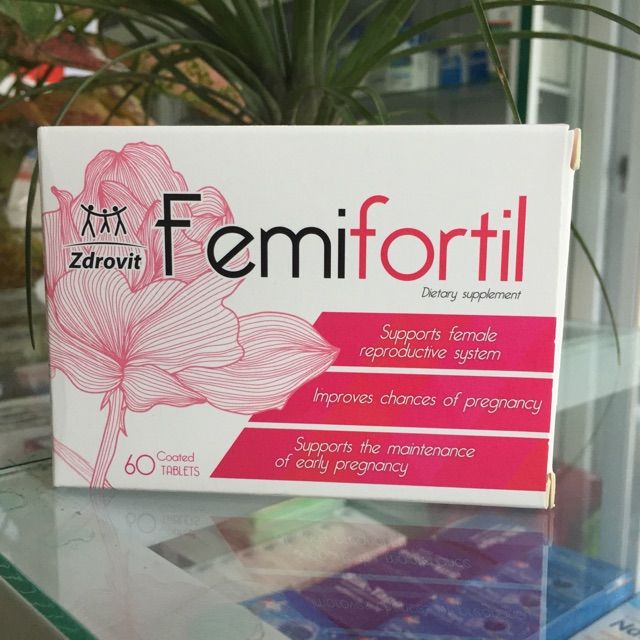 Zdrovit
Femifortil
Dietary supplement
Supports female
reproductive system
Improves chances of pregnancy
Supports the maintenance
of early pregnancy
60 Coated
TABLETS